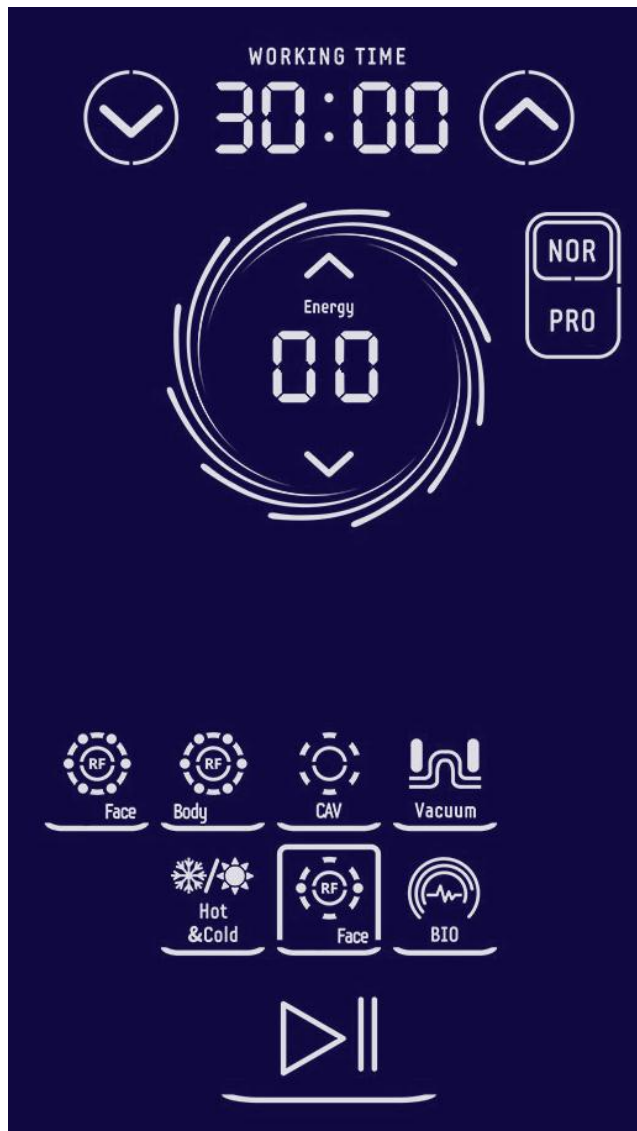 WORKING TIME
30:00
NOR
PRO
Energy
00
RF
Face
RF
Body
CAV
Vacuum
Hot
&Cold
RF
Face
BIO